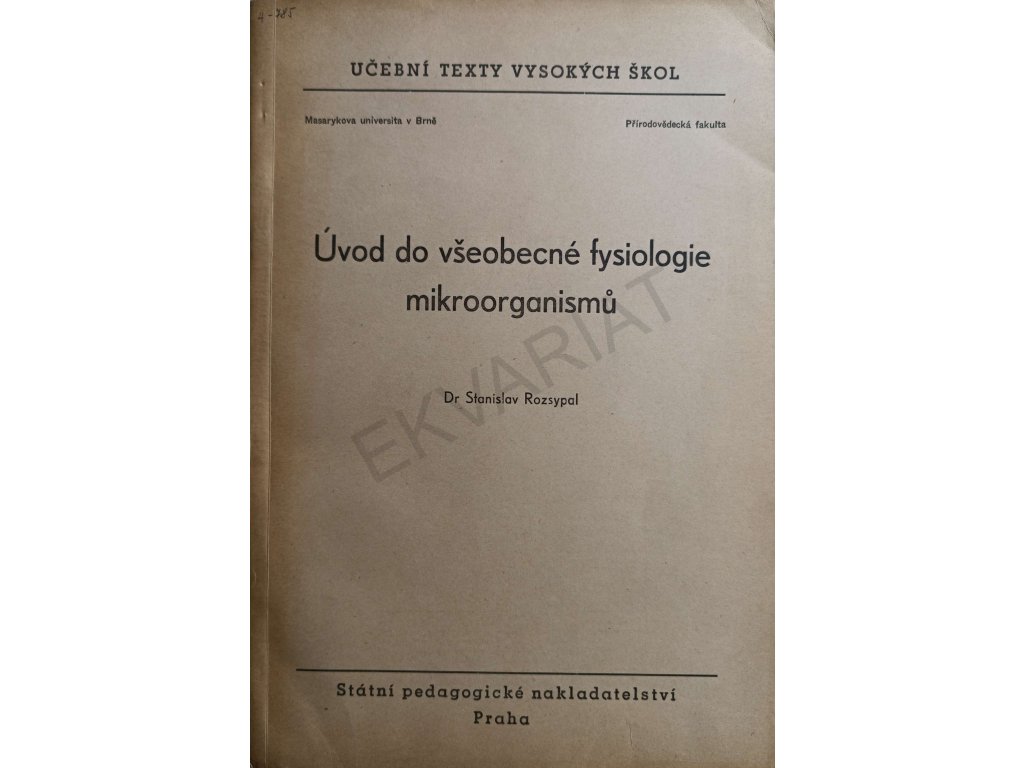 4-785
UČEBNÍ TEXTY VYSOKÝCH ŠKOL
Masarykova universita v Brně Přírodovědecká fakulta
Úvod do všeobecné fysiologie
mikroorganismů
EKVARIAT
Dr Stanislav Rozsypal
Státní pedagogické nakladatelství
Praha